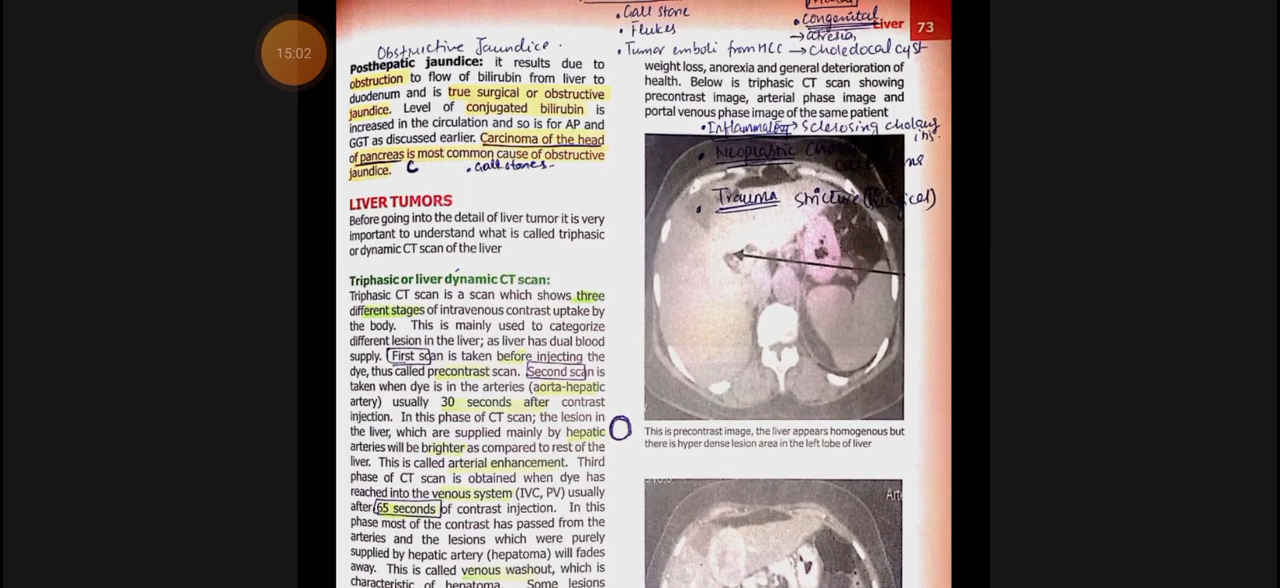 • Gall stone
• Flukes
• Tumor emboli from HCC
• Congenital
→ atresia,
→ choledocal cyst
Liver 73
15:02
Obstructive Jaundice.
Posthepatic jaundice: it results due to
obstruction to flow of bilirubin from liver to
duodenum and is true surgical or obstructive
jaundice. Level of conjugated bilirubin is
increased in the circulation and so is for AP and
GGT as discussed earlier. Carcinoma of the head
of pancreas is most common cause of obstructive
jaundice.
• Gall stones.
LIVER TUMORS
Before going into the detail of liver tumor it is very
important to understand what is called triphasic
or dynamic CT scan of the liver
Triphasic or liver dynamic CT scan:
Triphasic CT scan is a scan which shows three
different stages of intravenous contrast uptake by
the body. This is mainly used to categorize
different lesion in the liver; as liver has dual blood
supply. First scan is taken before injecting the
dye, thus called precontrast scan. Second scan is
taken when dye is in the arteries (aorta-hepatic
artery) usually 30 seconds after contrast
injection. In this phase of CT scan; the lesion in
the liver, which are supplied mainly by hepatic
arteries will be brighter as compared to rest of the
liver. This is called arterial enhancement. Third
phase of CT scan is obtained when dye has
reached into the venous system (IVC, PV) usually
after 65 seconds of contrast injection. In this
phase most of the contrast has passed from the
arteries and the lesions which were purely
supplied by hepatic artery (hepatoma) will fades
away. This is called venous washout, which is
characteristic of hepatoma. Some lesions
weight loss, anorexia and general deterioration of
health. Below is triphasic CT scan showing
precontrast image, arterial phase image and
portal venous phase image of the same patient
→ Sclerosing
• Neoplastic
• Trauma stricture
This is precontrast image, the liver appears homogenous but
there is hyper dense lesion area in the left lobe of liver